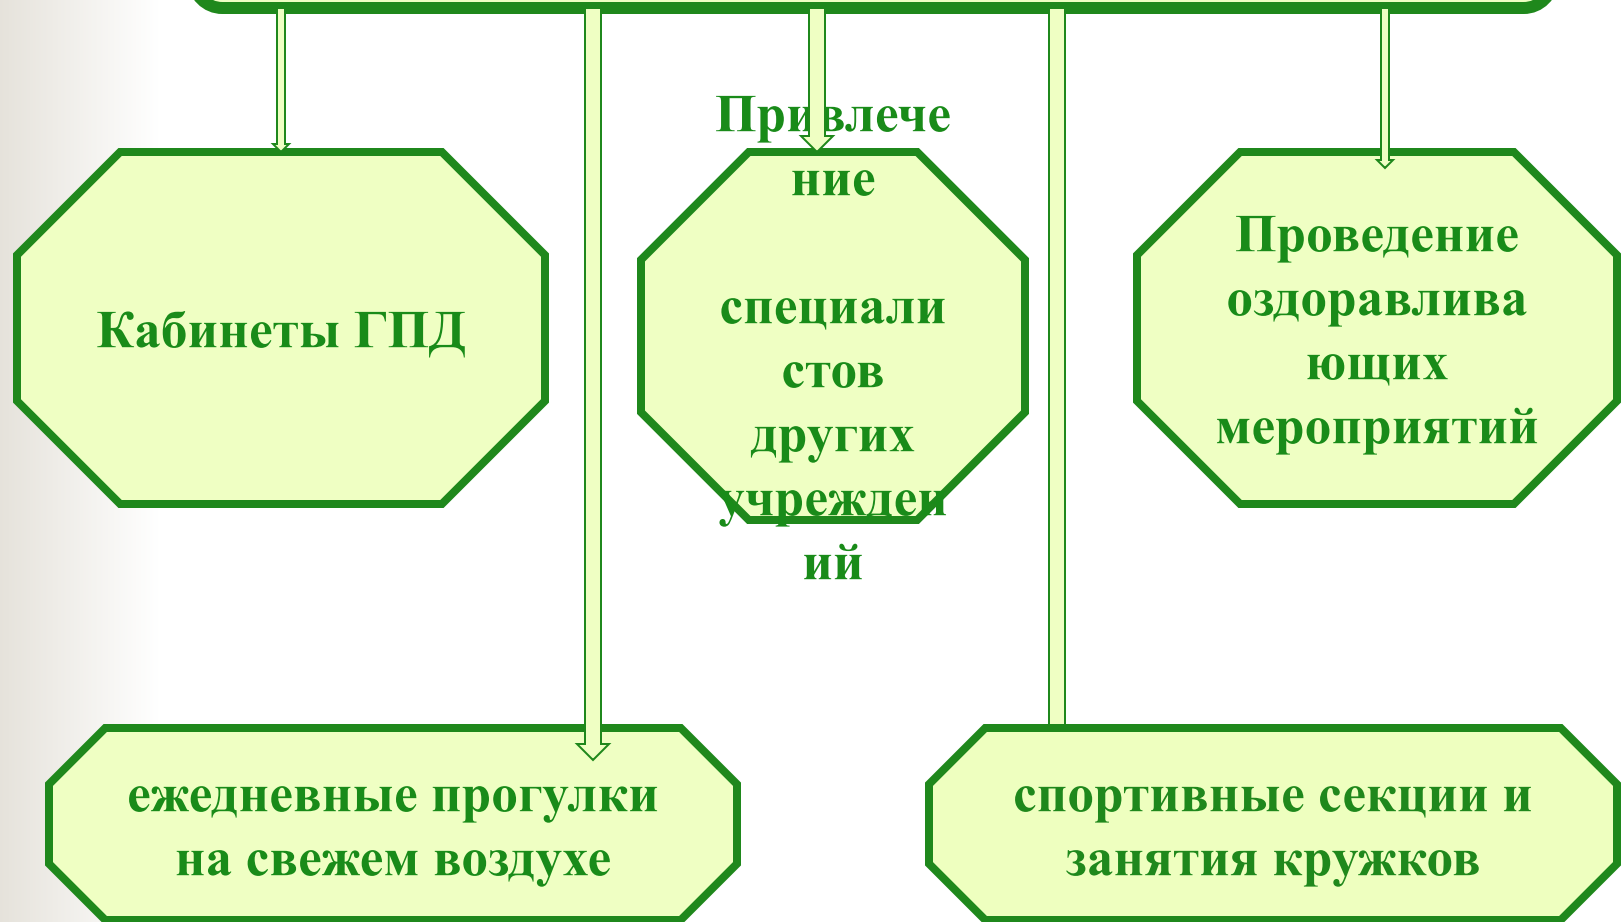 Кабинеты ГПД
Привлече
ние
специали
стов
других
учрежден
ий
Проведение
оздоравлива
ющих
мероприятий
ежедневные прогулки
на свежем воздухе
спортивные секции и
занятия кружков